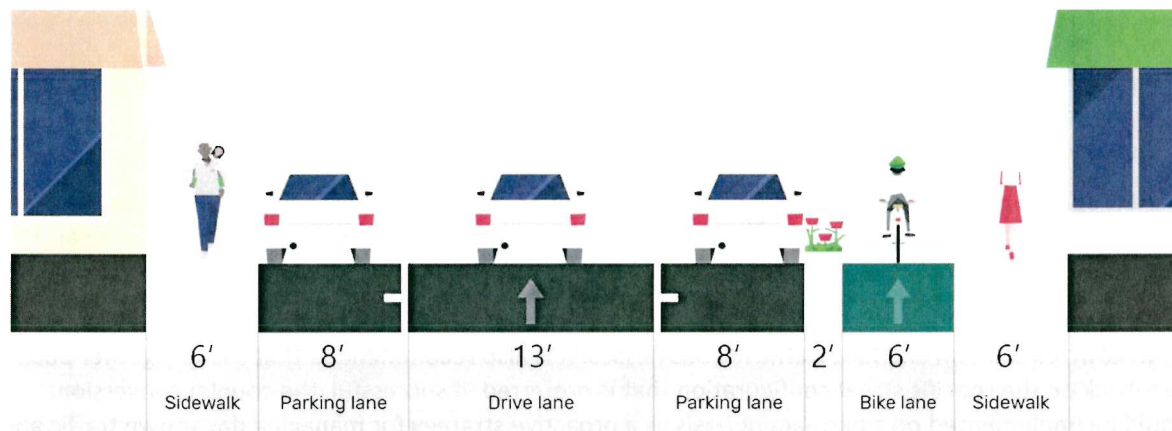 6′ 8′ 13′ 8′ 2′ 6′ 6′
Sidewalk Parking lane Drive lane Parking lane Bike lane Sidewalk